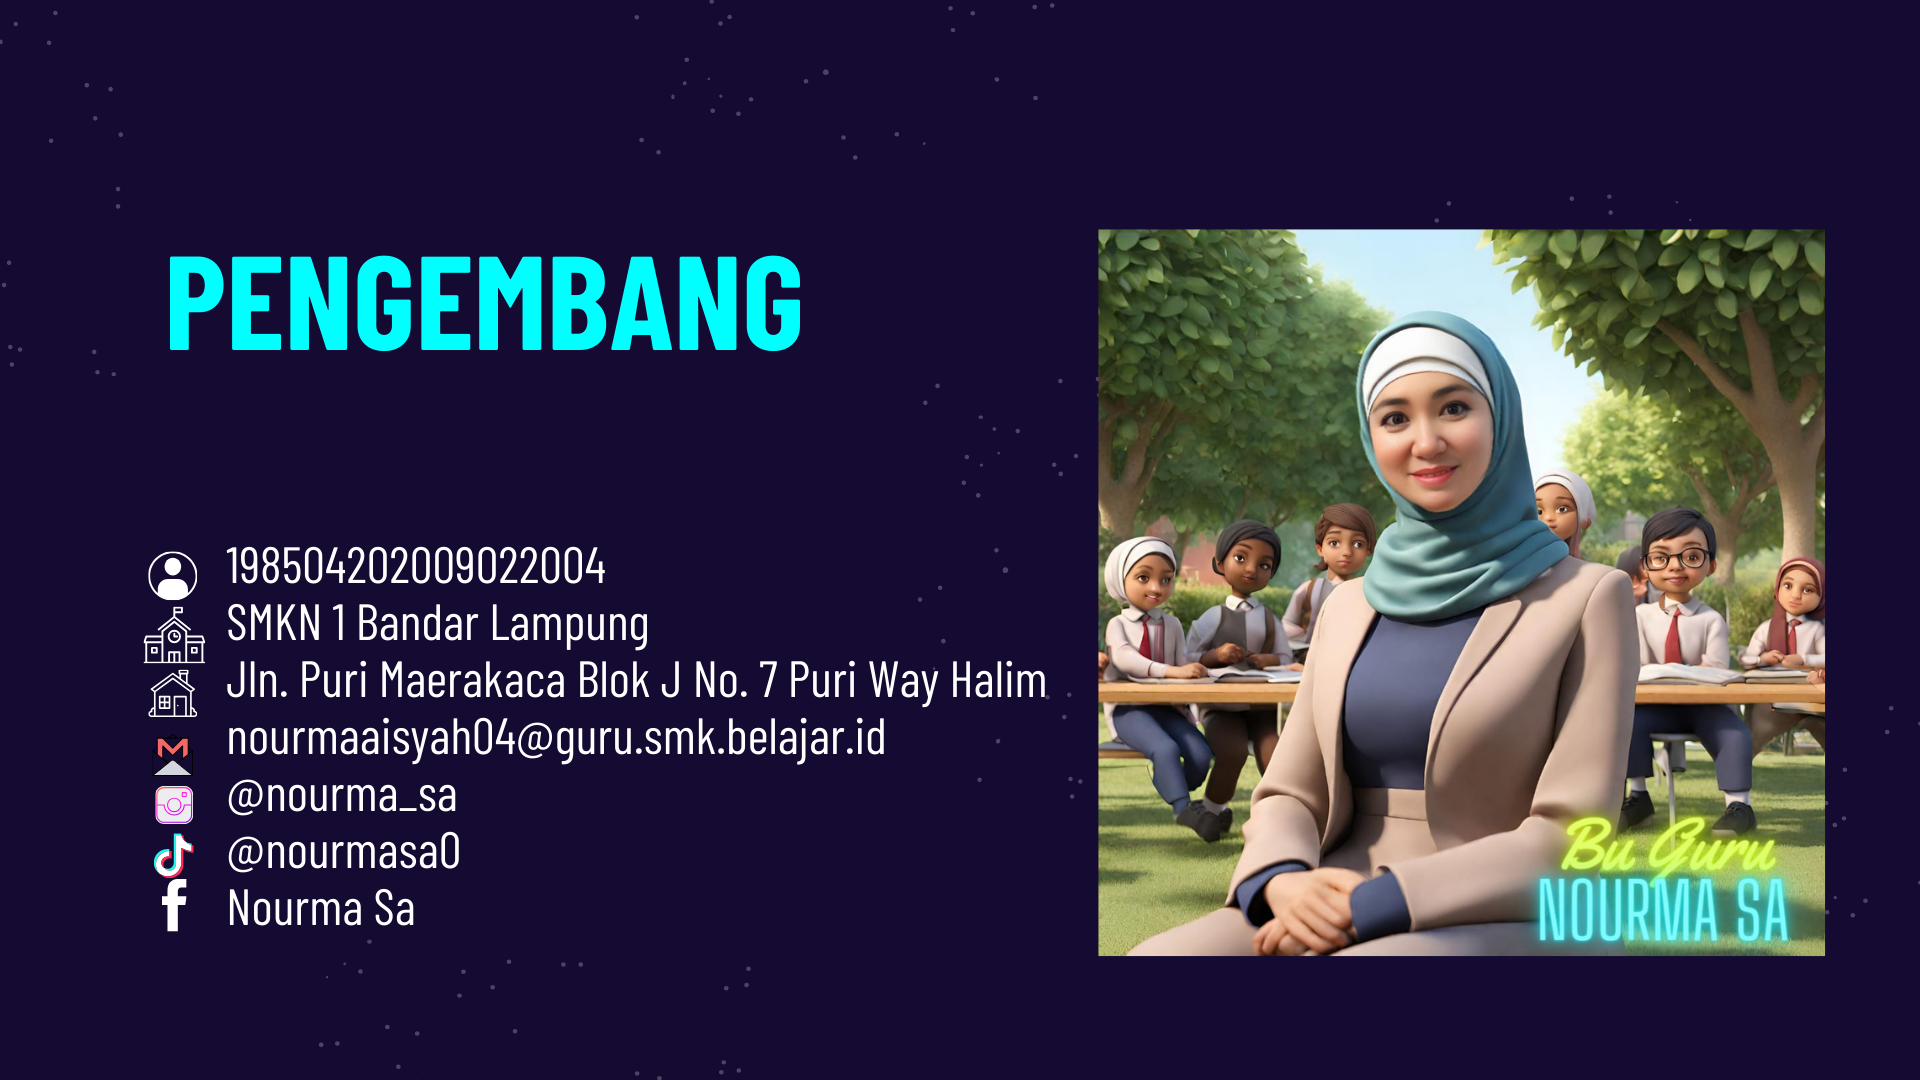 PENGEMBANG
198504202009022004
SMKN 1 Bandar Lampung
Jln. Puri Maerakaca Blok J No. 7 Puri Way Halim
nourmaaisyah04@guru.smk.belajar.id
@nourma_sa
@nourmasa0
Nourma Sa
Bu Guru
NOURMA SA